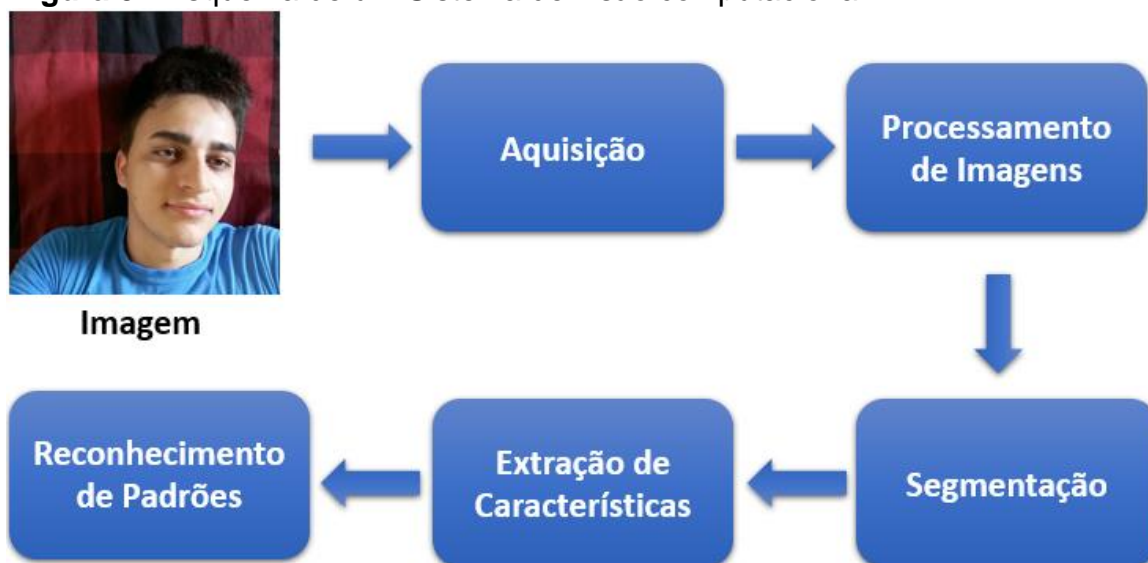 Aquisição
Processamento
de Imagens
Imagem
Segmentação
Extração de
Características
Reconhecimento
de Padrões